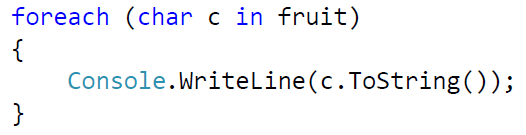 foreach (char c in fruit)
{
    Console.WriteLine(c.ToString());
}